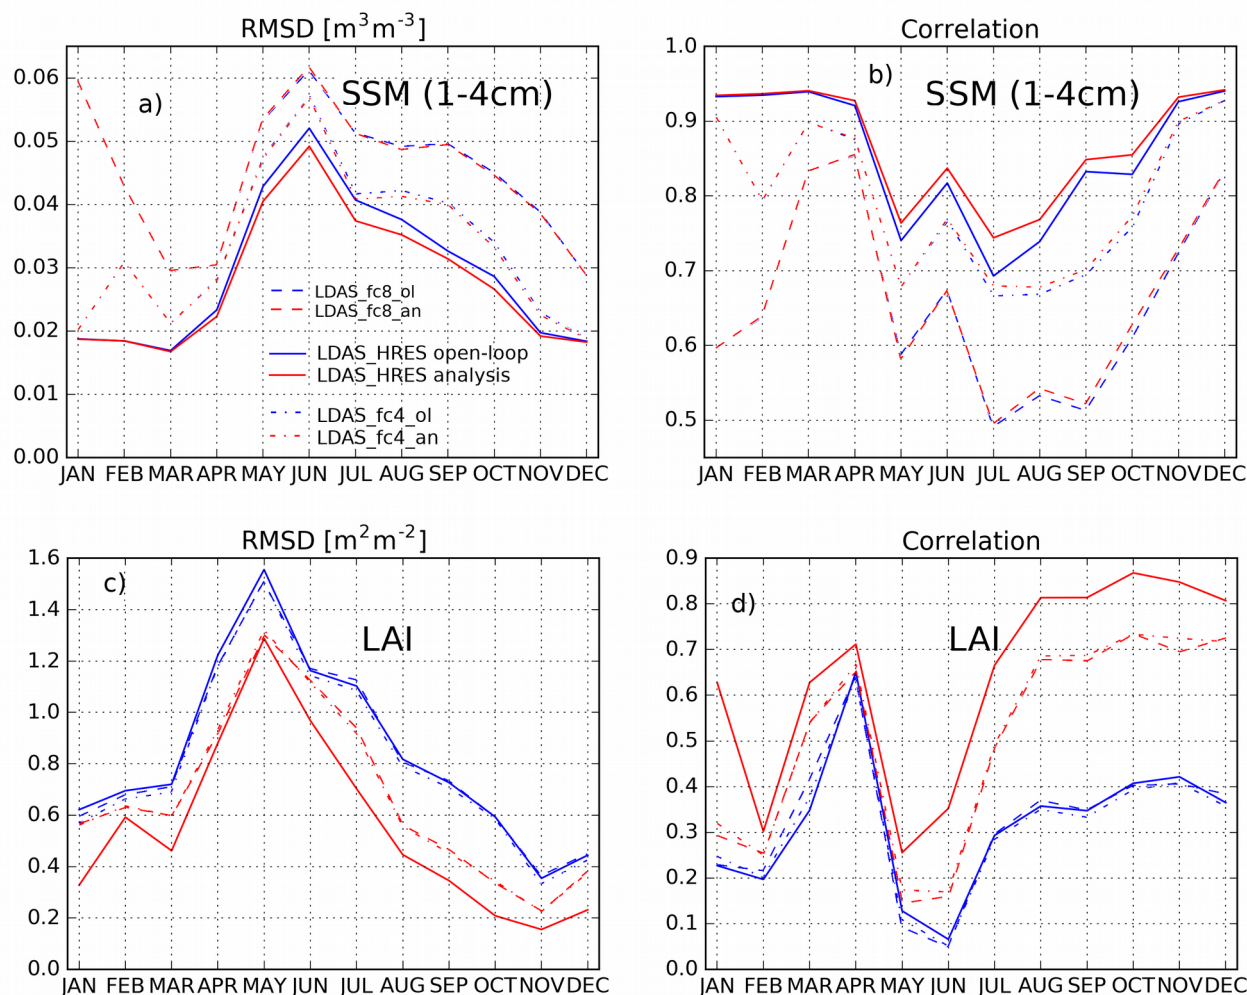 RMSD [m³m⁻³]
a)
SSM (1-4cm)
0.06
0.05
0.04
0.03
0.02
0.01
0.00
LDAS_fc8_ol
LDAS_fc8_an
LDAS_HRES open-loop
LDAS_HRES analysis
LDAS_fc4_ol
LDAS_fc4_an
JAN FEB MAR APR MAY JUN JUL AUG SEP OCT NOV DEC
Correlation
b)
SSM (1-4cm)
1.0
0.9
0.8
0.7
0.6
0.5
JAN FEB MAR APR MAY JUN JUL AUG SEP OCT NOV DEC
RMSD [m²m⁻²]
c)
LAI
1.6
1.4
1.2
1.0
0.8
0.6
0.4
0.2
0.0
JAN FEB MAR APR MAY JUN JUL AUG SEP OCT NOV DEC
Correlation
d)
LAI
0.9
0.8
0.7
0.6
0.5
0.4
0.3
0.2
0.1
0.0
JAN FEB MAR APR MAY JUN JUL AUG SEP OCT NOV DEC